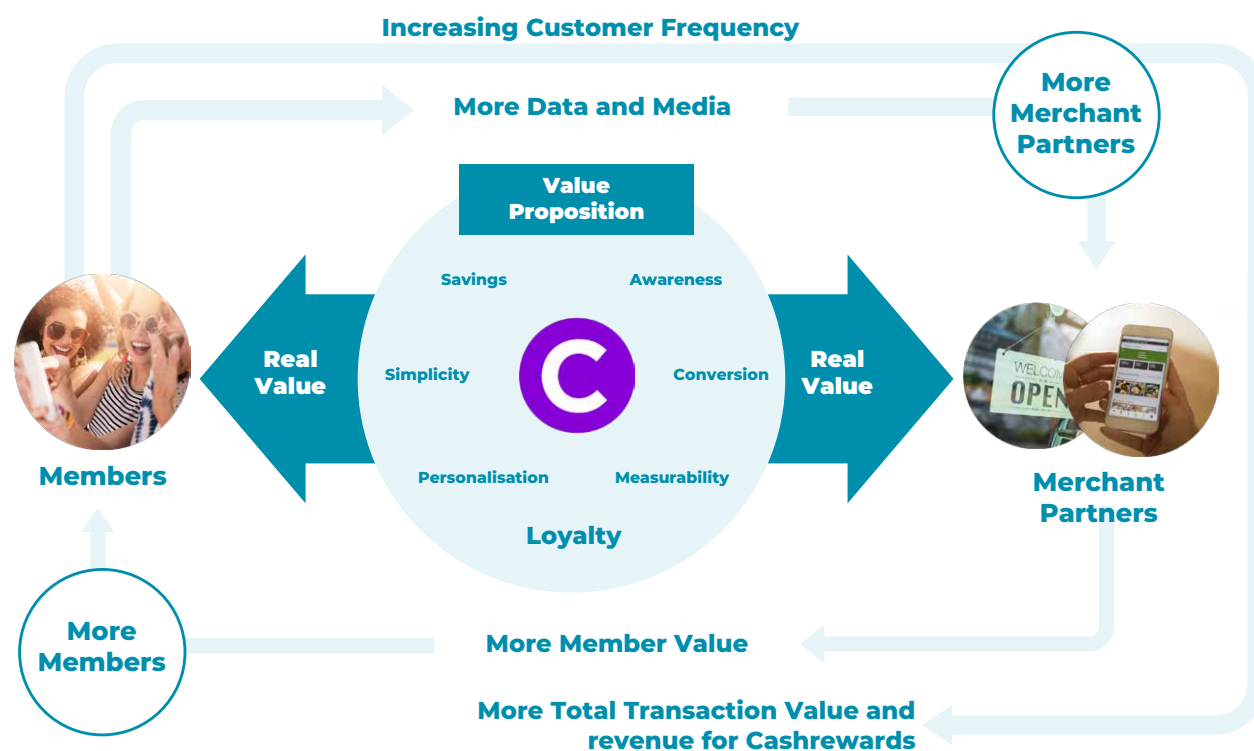 Increasing Customer Frequency
More Data and Media
More
Merchant
Partners
Value
Proposition
Savings
Awareness
Real
Value
Simplicity
C
Conversion
Real
Value
WELCOME
OPEN
Personalisation
Measurability
Loyalty
Members
Merchant
Partners
More
Members
More Member Value
More Total Transaction Value and
revenue for Cashrewards